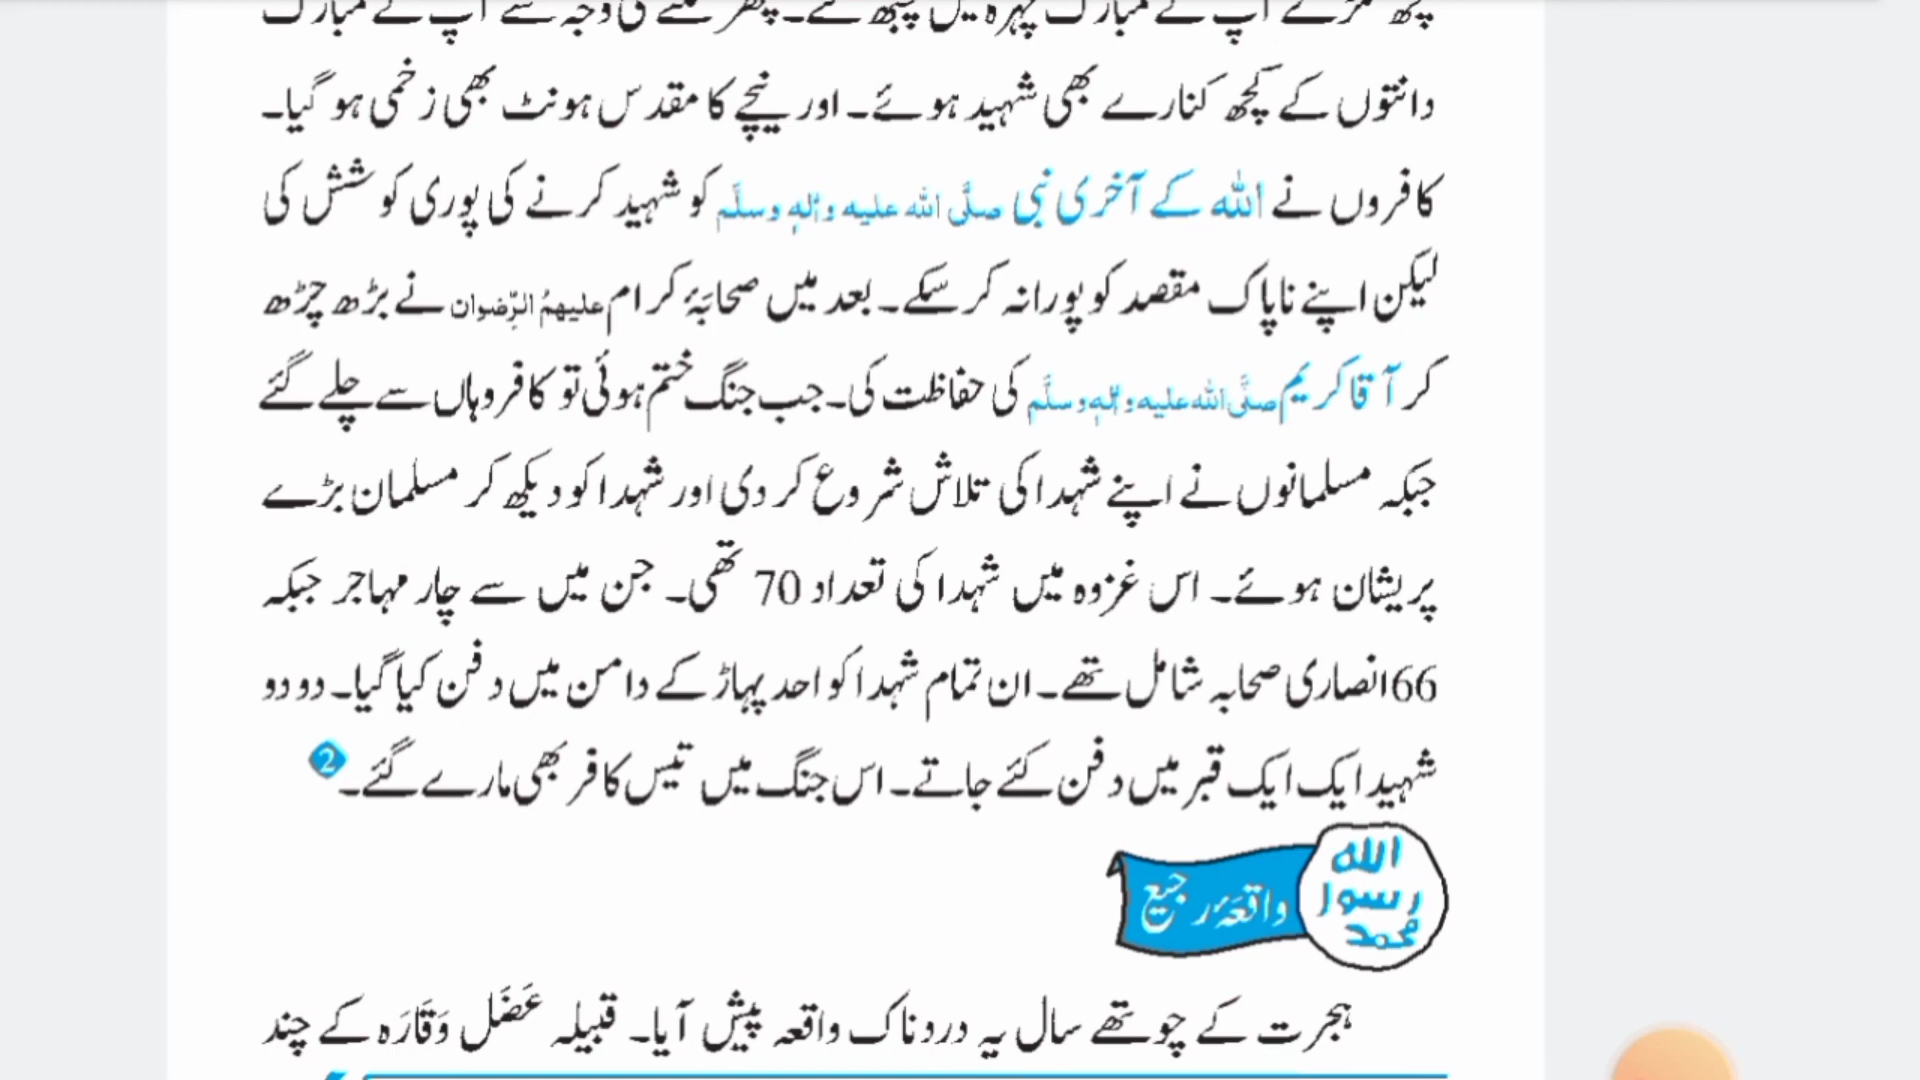 دانتوں کے کچھ کنارے بھی شہید ہوئے۔ اور نیچے کا مقدس ہونٹ بھی زخمی ہو گیا۔
کافروں نے اللہ کے آخری نبی صلَّی اللہ علیہ واٰلہٖ وسلَّم کو شہید کرنے کی پوری کوشش کی
لیکن اپنے ناپاک مقصد کو پورا نہ کر سکے۔ بعد میں صحابَۂ کرام علیہمُ الرِّضوان نے بڑھ چڑھ
کر آقا کریم صلَّی اللہ علیہ واٰلہٖ وسلَّم کی حفاظت کی۔ جب جنگ ختم ہوئی تو کافر وہاں سے چلے گئے
جبکہ مسلمانوں نے اپنے شہدا کی تلاش شروع کر دی اور شہدا کو دیکھ کر مسلمان بڑے
پریشان ہوئے۔ اس غزوہ میں شہدا کی تعداد 70 تھی۔ جن میں سے چار مہاجر جبکہ
66 انصاری صحابہ شامل تھے۔ ان تمام شہدا کو احد پہاڑ کے دامن میں دفن کیا گیا۔ دو دو
شہید ایک ایک قبر میں دفن کئے جاتے۔ اس جنگ میں تیس کافر بھی مارے گئے۔ 2
اللہ
رسول
محمد
واقعَۂ رجیع
ہجرت کے چوتھے سال یہ دردناک واقعہ پیش آیا۔ قبیلہ عَضَل وَقَارَہ کے چند